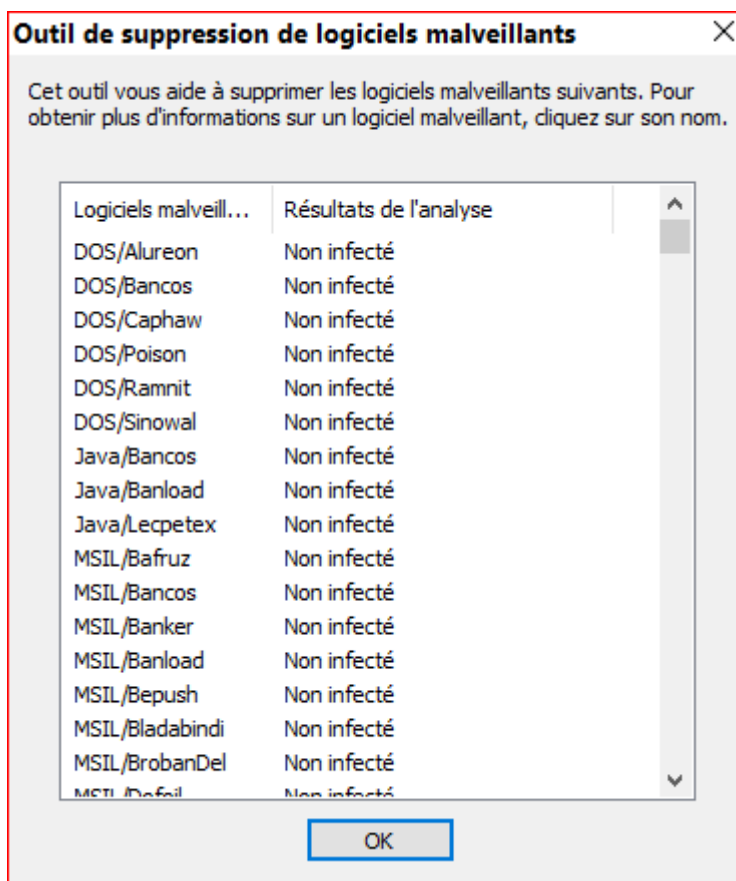 Outil de suppression de logiciels malveillants
Cet outil vous aide à supprimer les logiciels malveillants suivants. Pour
obtenir plus d'informations sur un logiciel malveillant, cliquez sur son nom.
Logiciels malveill... Résultats de l'analyse
DOS/Alureon Non infecté
DOS/Bancos Non infecté
DOS/Caphaw Non infecté
DOS/Poison Non infecté
DOS/Ramnit Non infecté
DOS/Sinowal Non infecté
Java/Bancos Non infecté
Java/Banload Non infecté
Java/Lecpetex Non infecté
MSIL/Bafruz Non infecté
MSIL/Bancos Non infecté
MSIL/Banker Non infecté
MSIL/Banload Non infecté
MSIL/Bepush Non infecté
MSIL/Bladabindi Non infecté
MSIL/BrobanDel Non infecté
MSIL/Dofoil Non infecté
OK